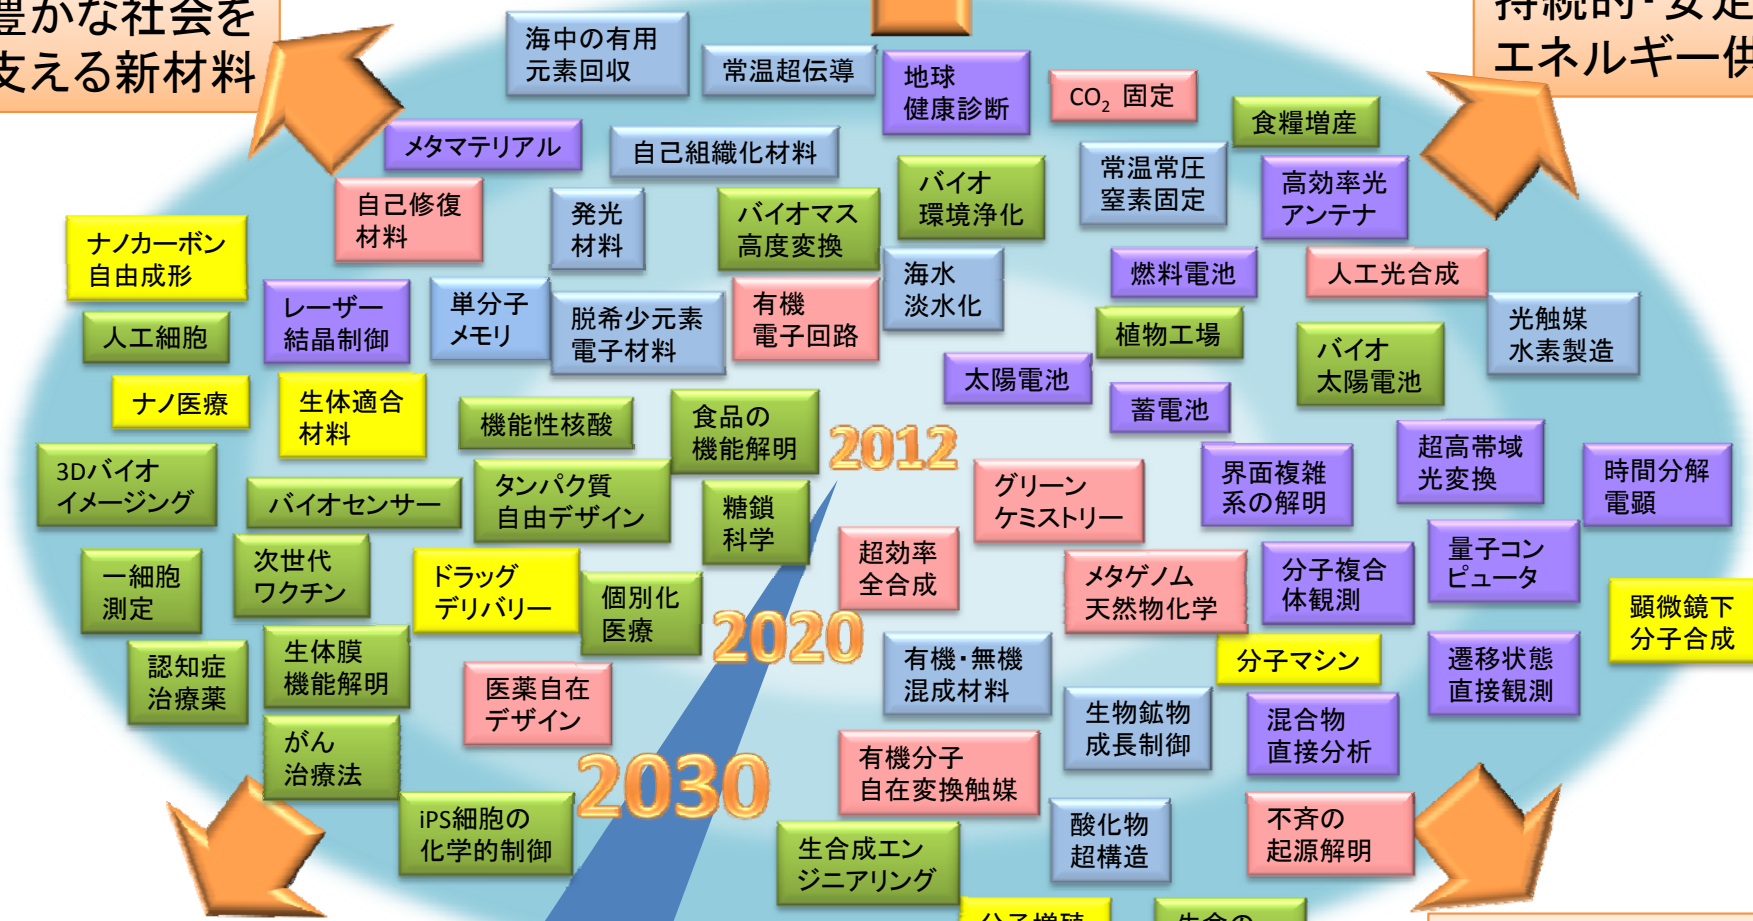 豊かな社会を
支える新材料
持続的・安定
エネルギー供
海中の有用
元素回収
常温超伝導
地球
健康診断
CO₂ 固定
食糧増産
メタマテリアル
自己組織化材料
バイオ
環境浄化
常温常圧
窒素固定
高効率光
アンテナ
自己修復
材料
発光
材料
バイオマス
高度変換
ナノカーボン
自由成形
海水
淡水化
燃料電池
人工光合成
レーザー
結晶制御
単分子
メモリ
脱希少元素
電子材料
有機
電子回路
光触媒
水素製造
人工細胞
植物工場
バイオ
太陽電池
太陽電池
ナノ医療
生体適合
材料
機能性核酸
食品の
機能解明
蓄電池
2012
3Dバイオ
イメージング
バイオセンサー
タンパク質
自由デザイン
糖鎖
科学
グリーン
ケミストリー
界面複雑
系の解明
超高帯域
光変換
時間分解
電顕
一細胞
測定
次世代
ワクチン
ドラッグ
デリバリー
個別化
医療
超効率
全合成
メタゲノム
天然物化学
分子複合
体観測
量子コン
ピュータ
顕微鏡下
分子合成
2020
認知症
治療薬
生体膜
機能解明
医薬自在
デザイン
有機・無機
混成材料
分子マシン
遷移状態
直接観測
生物鉱物
成長制御
混合物
直接分析
がん
治療法
2030
有機分子
自在変換触媒
iPS細胞の
化学的制御
生合成エン
ジニアリング
酸化物
超構造
不斉の
起源解明
分子増殖
生命の